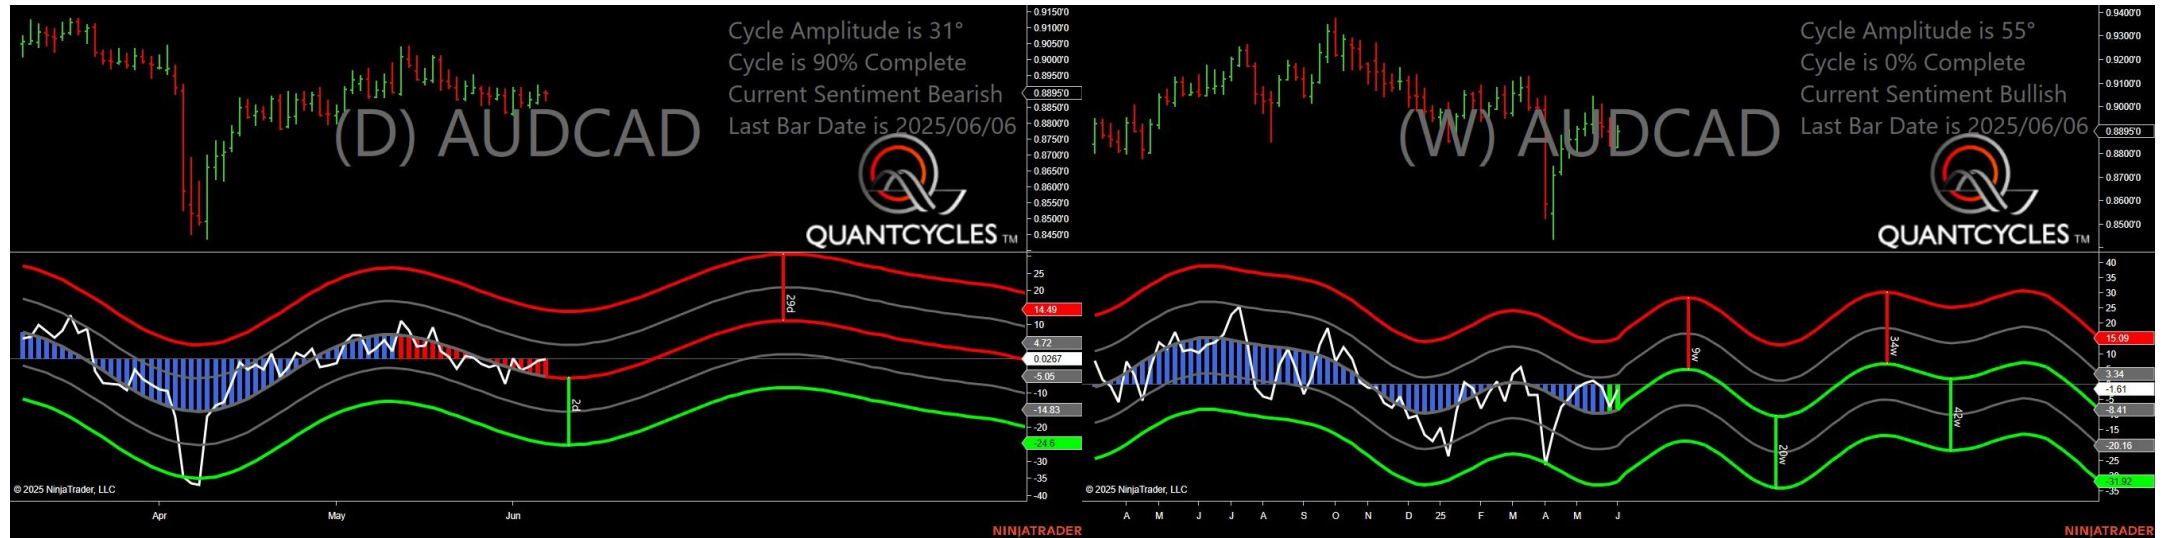 Cycle Amplitude is 31°
Cycle is 90% Complete
Current Sentiment Bearish
Last Bar Date is 2025/06/06
(D) AUDCAD
QUANTCYCLES TM
0.9150'0
0.9100'0
0.9050'0
0.9000'0
0.8950'0
0.8895'0
0.8850'0
0.8800'0
0.8750'0
0.8700'0
0.8650'0
0.8600'0
0.8550'0
0.8500'0
0.8450'0
29d
2d
25
20
14.49
10
4.72
0.0267
-5.05
-10
-14.83
-20
-24.6
-30
-35
-40
© 2025 NinjaTrader, LLC
Apr May Jun
NINJATRADER
Cycle Amplitude is 55°
Cycle is 0% Complete
Current Sentiment Bullish
Last Bar Date is 2025/06/06
(W) AUDCAD
QUANTCYCLES TM
0.9400'0
0.9300'0
0.9200'0
0.9100'0
0.9000'0
0.8895'0
0.8800'0
0.8700'0
0.8600'0
0.8500'0
9w
20w
34w
42w
40
35
30
25
20
15.09
10
3.34
-1.61
-5
-8.41
-15
-20.16
-25
-31.92
-35
© 2025 NinjaTrader, LLC
A M J J A S O N D 25 F M A M J
NINJATRADER